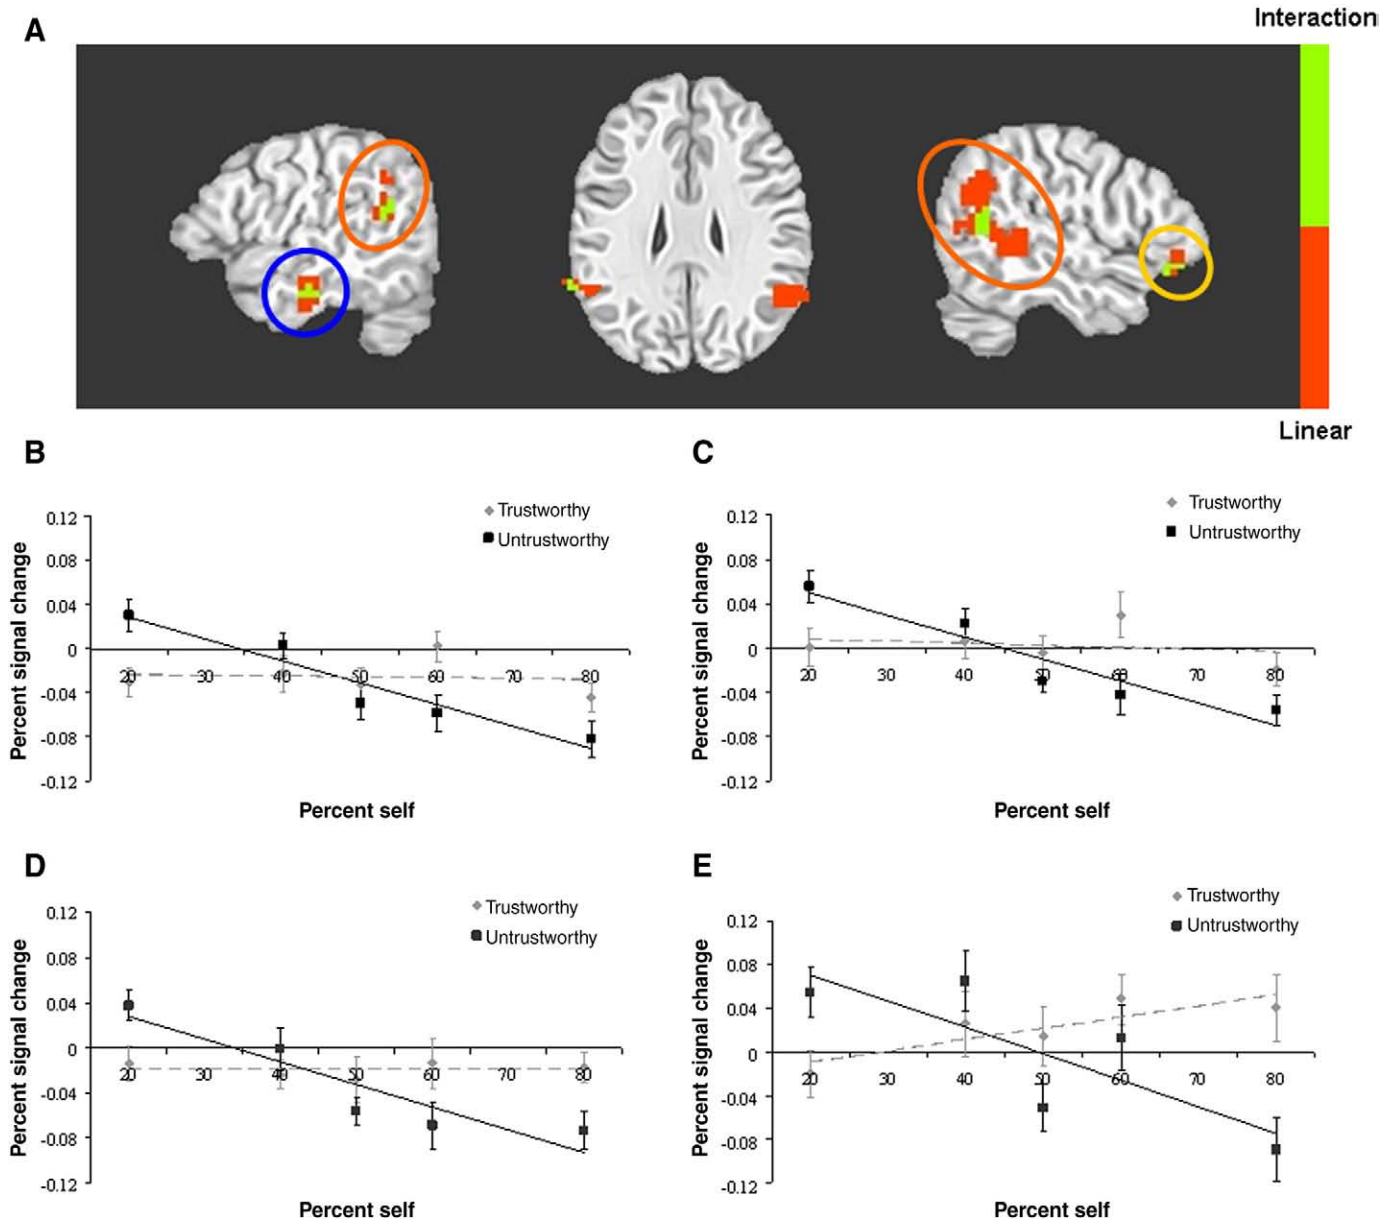 A
Interaction
Linear
B
Trustworthy
Untrustworthy
0.12
0.08
0.04
0
-0.04
-0.08
-0.12
20 30 40 50 60 70 80
Percent signal change
Percent self
C
Trustworthy
Untrustworthy
0.12
0.08
0.04
0
-0.04
-0.08
-0.12
20 40 50 60 70 80
Percent signal change
Percent self
D
Trustworthy
Untrustworthy
0.12
0.08
0.04
0
-0.04
-0.08
-0.12
20 30 40 50 60 70 80
Percent signal change
Percent self
E
Trustworthy
Untrustworthy
0.12
0.08
0.04
0
-0.04
-0.08
-0.12
20 30 40 50 60 70 80
Percent signal change
Percent self